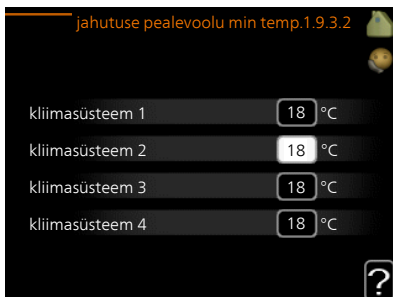 jahutuse pealevoolu min temp.1.9.3.2
kliimasüsteem 1 18 °C
kliimasüsteem 2 18 °C
kliimasüsteem 3 18 °C
kliimasüsteem 4 18 °C
?